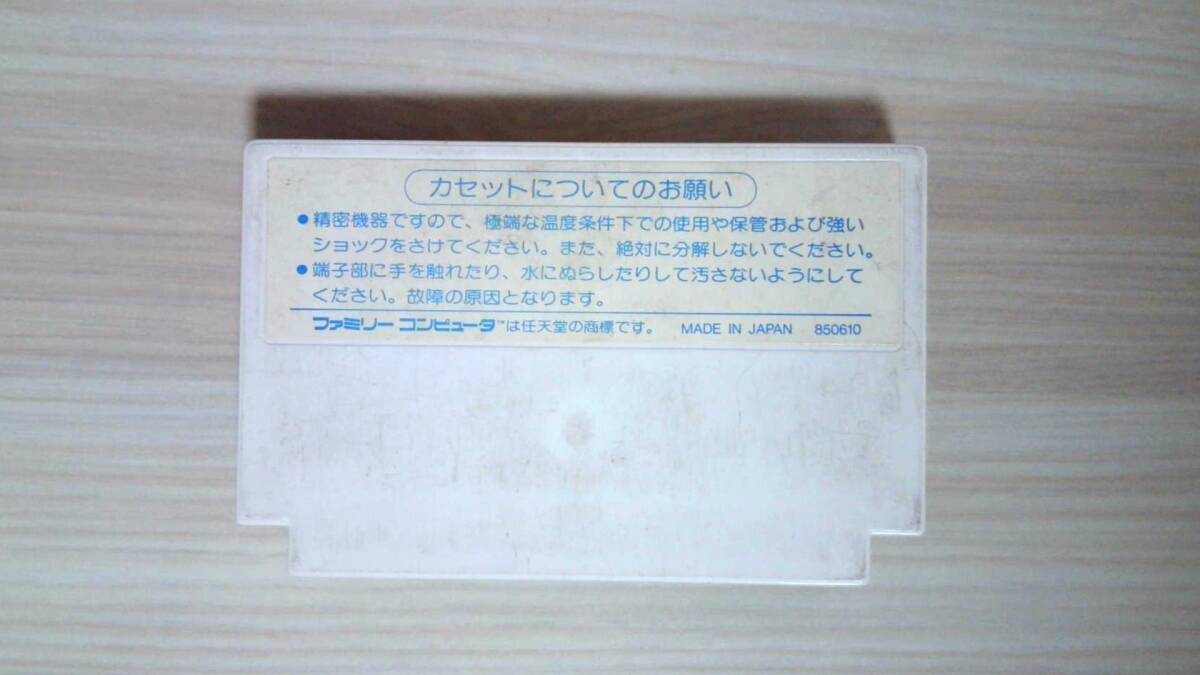 カセットについてのお願い
●精密機器ですので、極端な温度条件下での使用や保管および強い
ショックをさけてください。また、絶対に分解しないでください。
●端子部に手を触れたり、水にぬらしたりして汚さないようにして
ください。故障の原因となります。
ファミリー コンピュータ™は任天堂の商標です。 MADE IN JAPAN 850610